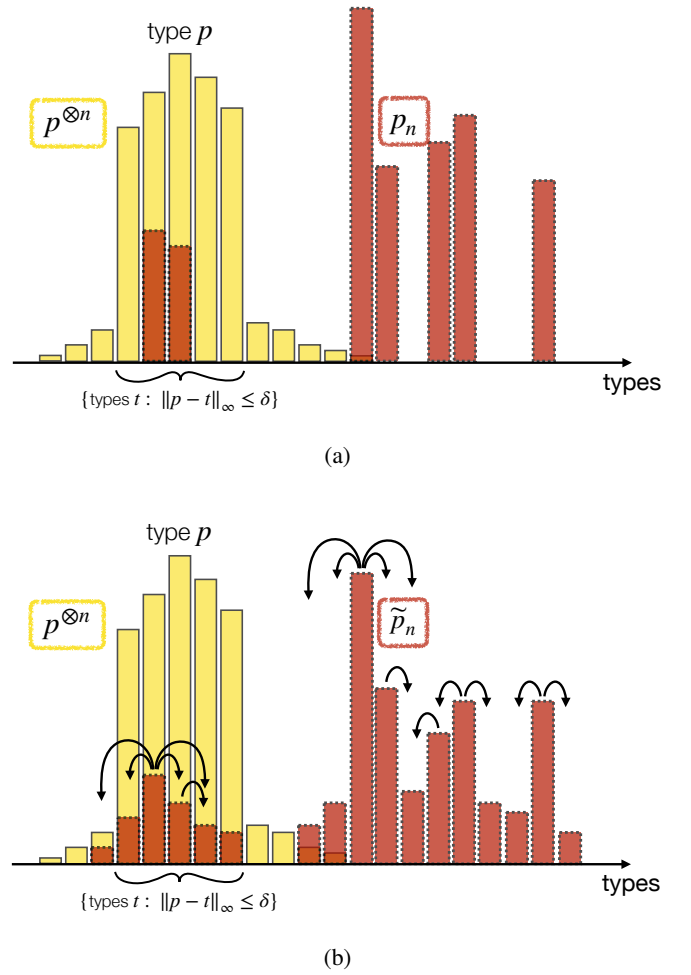 type p
p⊗n
pₙ
types
{types t : ‖p − t‖∞ ≤ δ}
(a)
type p
p⊗n
p̃ₙ
types
{types t : ‖p − t‖∞ ≤ δ}
(b)